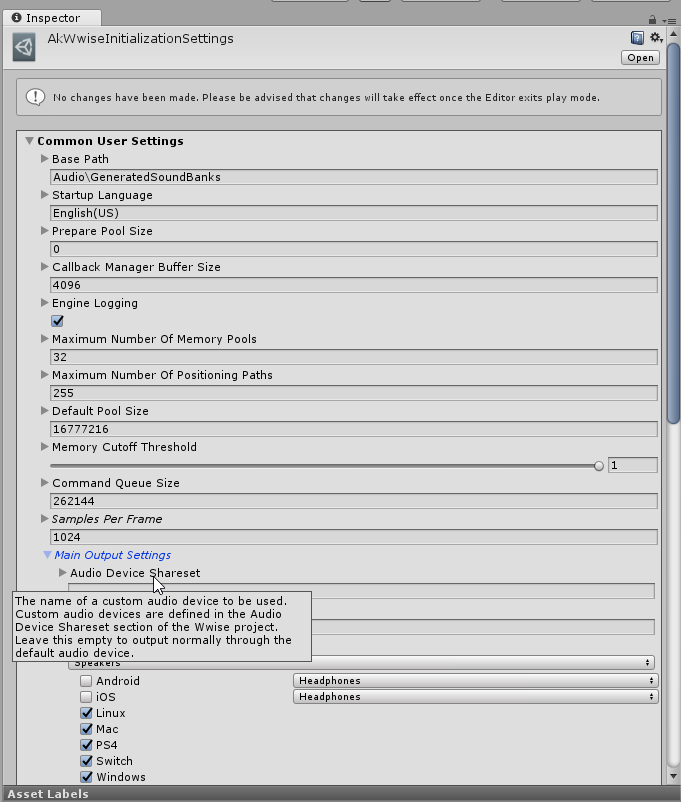 Inspector
AkWwiseInitializationSettings
Open
No changes have been made. Please be advised that changes will take effect once the Editor exits play mode.
Common User Settings
Base Path
Audio\GeneratedSoundBanks
Startup Language
English(US)
Prepare Pool Size
0
Callback Manager Buffer Size
4096
Engine Logging
Maximum Number Of Memory Pools
32
Maximum Number Of Positioning Paths
255
Default Pool Size
16777216
Memory Cutoff Threshold
1
Command Queue Size
262144
Samples Per Frame
1024
Main Output Settings
Audio Device Shareset
The name of a custom audio device to be used.
Custom audio devices are defined in the Audio
Device Shareset section of the Wwise project.
Leave this empty to output normally through the
default audio device.
Speakers
Android Headphones
iOS Headphones
Linux
Mac
PS4
Switch
Windows
Asset Labels